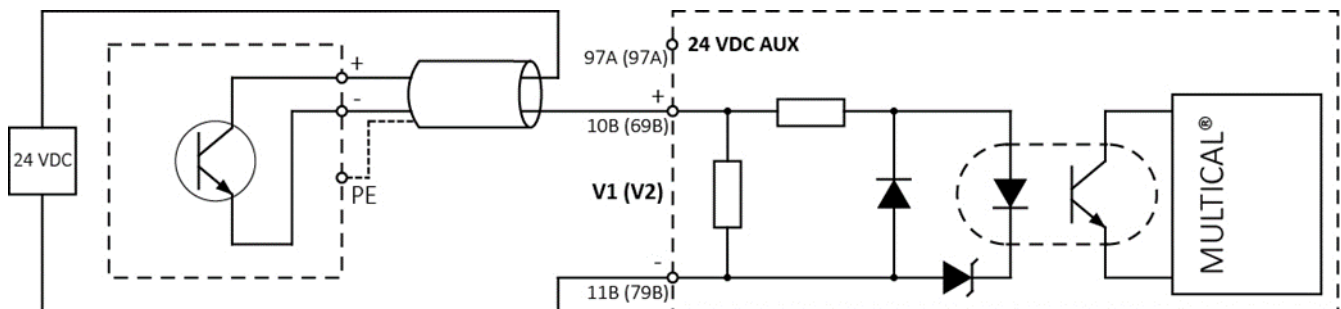 24 VDC
+
-
PE
97A (97A)
24 VDC AUX
+
10B (69B)
V1 (V2)
-
11B (79B)
MULTICAL®